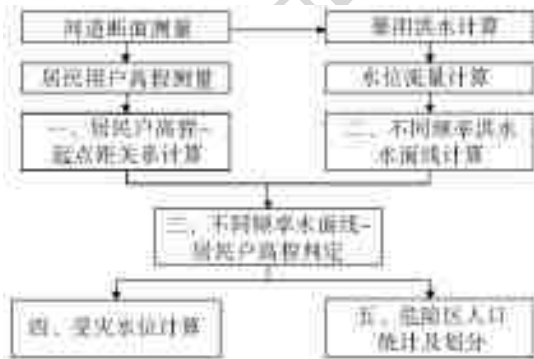 河道断面测量
暴雨洪水计算
居民用户高程测量
水位流量计算
一、居民户高程-
起点距关系计算
二、不同频率洪水
水面线计算
三、不同频率水面线-
居民户高程判定
四、受灾水位计算
五、危险区人口
统计及划分